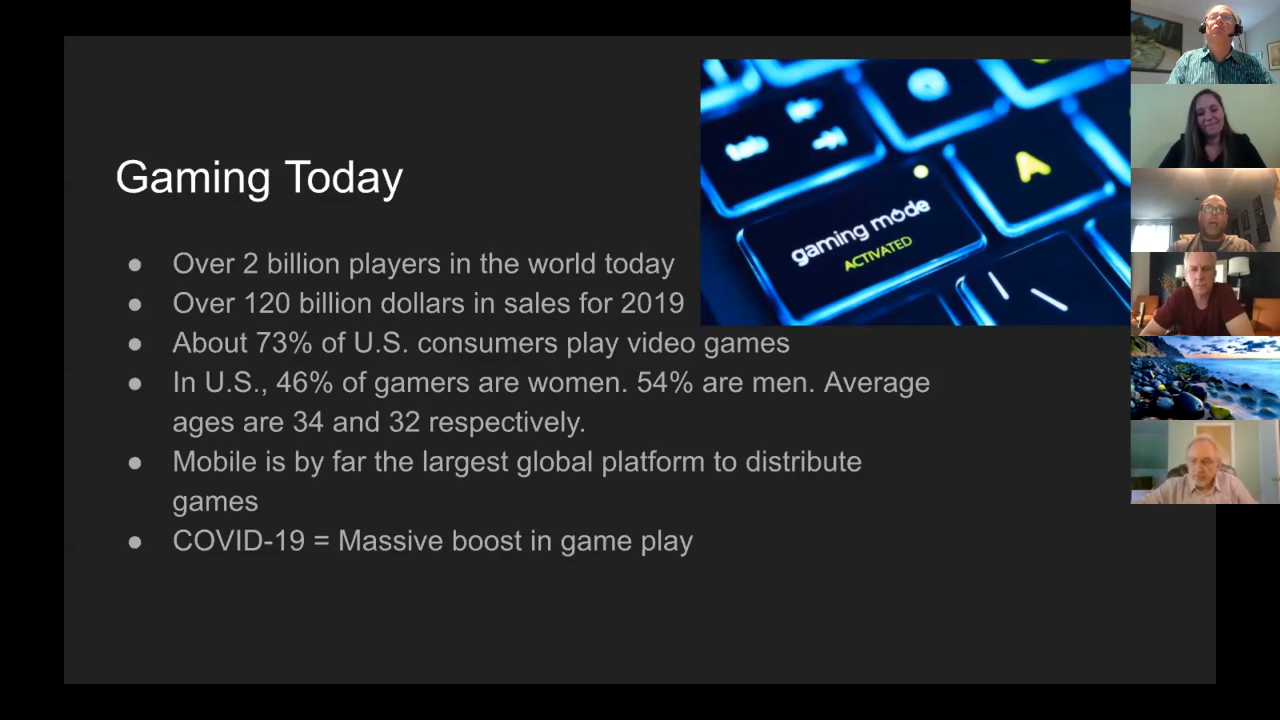 Gaming Today
● Over 2 billion players in the world today
● Over 120 billion dollars in sales for 2019
● About 73% of U.S. consumers play video games
● In U.S., 46% of gamers are women. 54% are men. Average
ages are 34 and 32 respectively.
● Mobile is by far the largest global platform to distribute
games
● COVID-19 = Massive boost in game play
tab
A
gaming mode
ACTIVATED